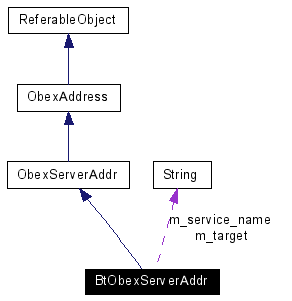 ReferableObject
ObexAddress
ObexServerAddr
String
m_service_name
m_target
BtObexServerAddr